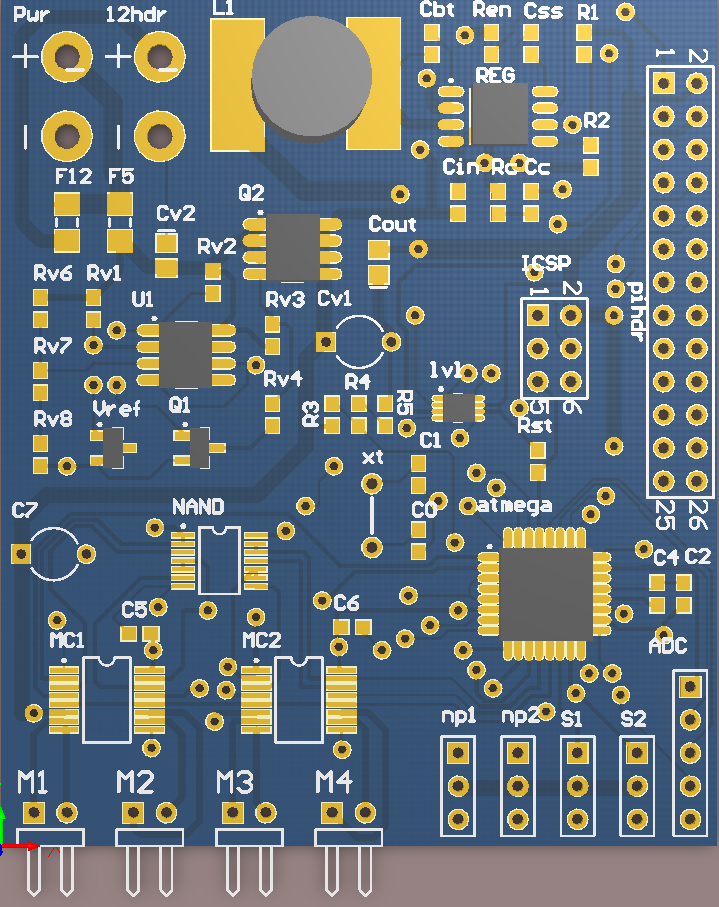 Pwr
12hdr
L1
Cbt
Ren
Css
R1
+
+
REG
1
2
R2
Cin
Rc
Cc
F12
F5
Q2
Cv2
Cout
Rv2
ICSP
Rv6
Rv1
U1
Rv3
Cv1
1
2
pihdr
Rv7
lvl
Rv4
R4
R3
R5
5
6
Rv8
Vref
Q1
Rst
C1
xt
C7
NAND
C0
atmega
25
26
C4
C2
C5
C6
MC1
MC2
ADC
np1
np2
S1
S2
M1
M2
M3
M4